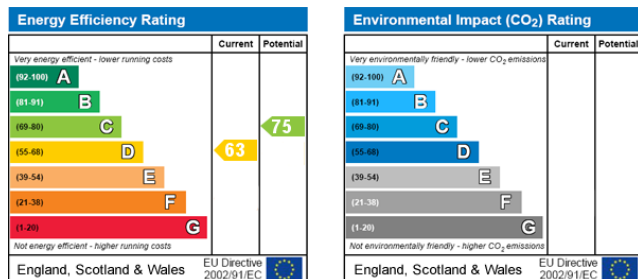 Energy Efficiency Rating
Current Potential
Very energy efficient - lower running costs
(92-100) A
(81-91) B
(69-80) C
75
(55-68) D
63
(39-54) E
(21-38) F
(1-20) G
Not energy efficient - higher running costs
England, Scotland & Wales
EU Directive
2002/91/EC
Environmental Impact (CO₂) Rating
Current Potential
Very environmentally friendly - lower CO₂ emissions
(92-100) A
(81-91) B
(69-80) C
(55-68) D
(39-54) E
(21-38) F
(1-20) G
Not environmentally friendly - higher CO₂ emissions
England, Scotland & Wales
EU Directive
2002/91/EC